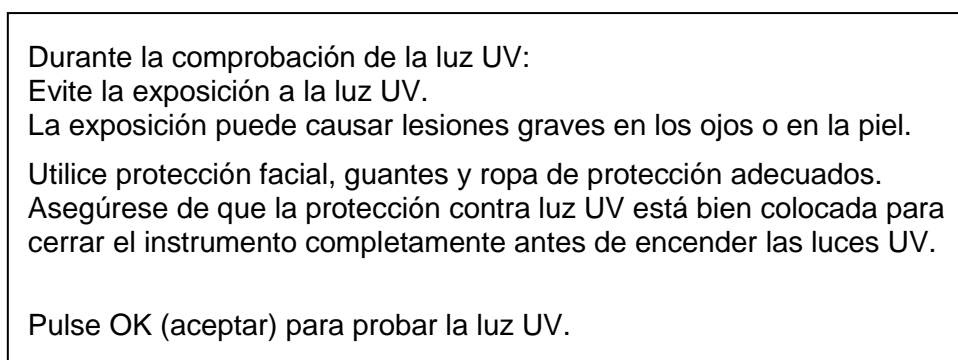 Durante la comprobación de la luz UV:
Evite la exposición a la luz UV.
La exposición puede causar lesiones graves en los ojos o en la piel.
Utilice protección facial, guantes y ropa de protección adecuados.
Asegúrese de que la protección contra luz UV está bien colocada para
cerrar el instrumento completamente antes de encender las luces UV.
Pulse OK (aceptar) para probar la luz UV.